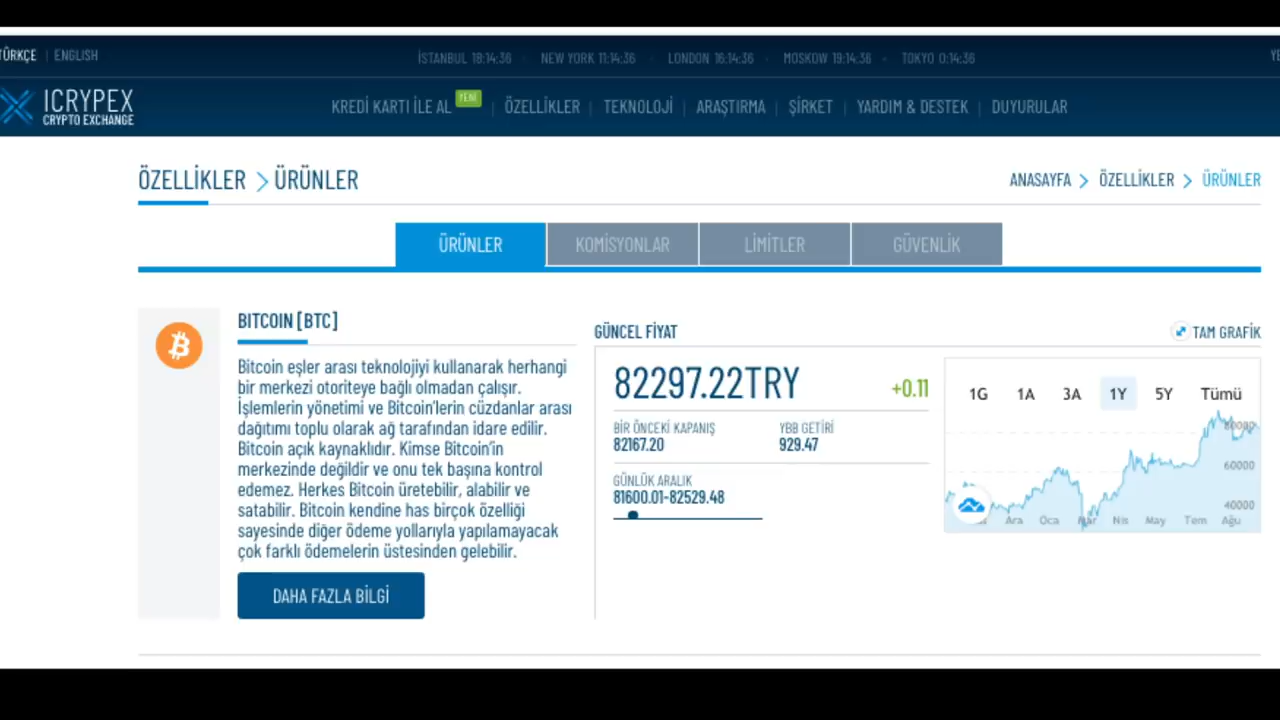 TÜRKÇE | ENGLISH
İSTANBUL 18:14:36 NEW YORK 11:14:36 LONDON 16:14:36 MOSKOW 19:14:36 TOKYO 0:14:36
ICRYPEX
CRYPTO EXCHANGE
KREDİ KARTI İLE AL YENİ | ÖZELLİKLER | TEKNOLOJİ | ARAŞTIRMA | ŞİRKET | YARDIM & DESTEK | DUYURULAR
ÖZELLİKLER > ÜRÜNLER
ANASAYFA > ÖZELLİKLER > ÜRÜNLER
ÜRÜNLER KOMİSYONLAR LİMİTLER GÜVENLİK
BITCOIN [BTC]
Bitcoin eşler arası teknolojiyi kullanarak herhangi
bir merkezi otoriteye bağlı olmadan çalışır.
İşlemlerin yönetimi ve Bitcoin'lerin cüzdanlar arası
dağıtımı toplu olarak ağ tarafından idare edilir.
Bitcoin açık kaynaklıdır. Kimse Bitcoin'in
merkezinde değildir ve onu tek başına kontrol
edemez. Herkes Bitcoin üretebilir, alabilir ve
satabilir. Bitcoin kendine has birçok özelliği
sayesinde diğer ödeme yollarıyla yapılamayacak
çok farklı ödemelerin üstesinden gelebilir.
DAHA FAZLA BİLGİ
GÜNCEL FİYAT
TAM GRAFİK
82297.22TRY +0.11
BİR ÖNCEKİ KAPANIŞ YBB GETİRİ
82167.20 929.47
GÜNLÜK ARALIK
81600.01-82529.48
1G 1A 3A 1Y 5Y Tümü
80000
60000
40000
Ara Oca Mar Nis May Tem Ağu